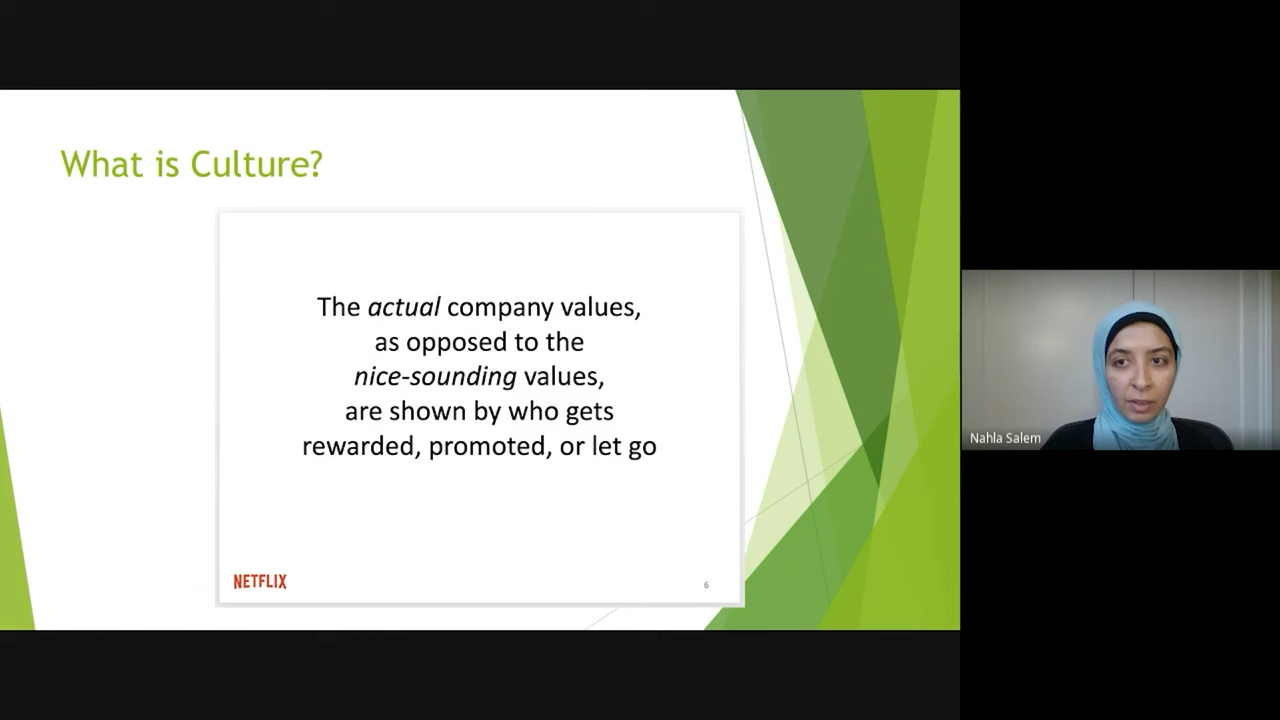 What is Culture?
The actual company values,
as opposed to the
nice-sounding values,
are shown by who gets
rewarded, promoted, or let go
NETFLIX
6
Nahla Salem